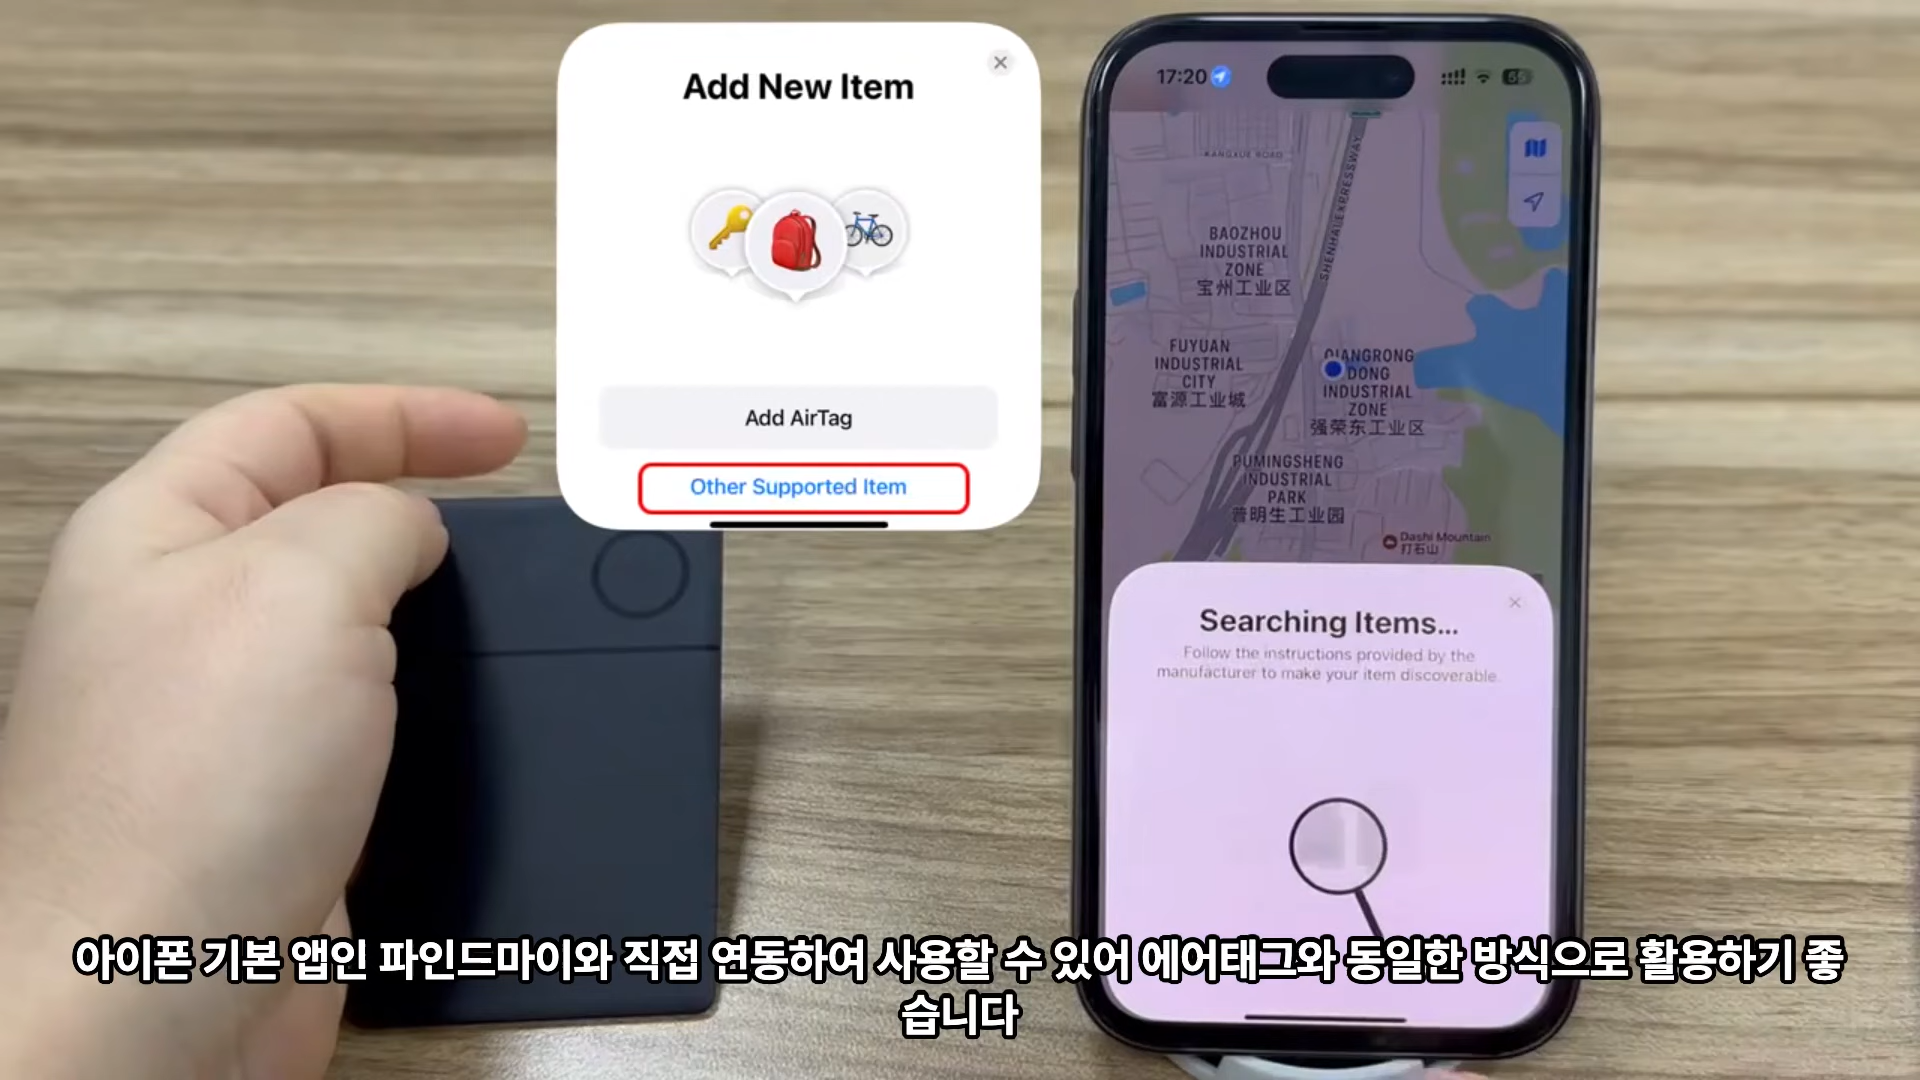 Add New Item
Add AirTag
Other Supported Item
17:20
55
KANGXUE ROAD
SHENHAI EXPRESSWAY
BAOZHOU
INDUSTRIAL
ZONE
宝州工业区
FUYUAN
INDUSTRIAL
CITY
富源工业城
QIANGRONG
DONG
INDUSTRIAL
ZONE
强荣东工业区
PUMINGSHENG
INDUSTRIAL
PARK
普明生工业园
Dashi Mountain
打石山
Searching Items...
Follow the instructions provided by the
manufacturer to make your item discoverable.
아이폰 기본 앱인 파인드마이와 직접 연동하여 사용할 수 있어 에어태그와 동일한 방식으로 활용하기 좋
습니다